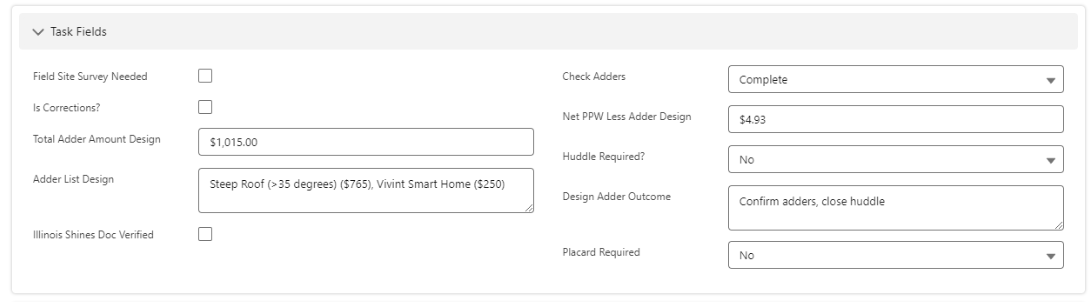 Task Fields
Field Site Survey Needed
Is Corrections?
Total Adder Amount Design
$1,015.00
Adder List Design
Steep Roof (>35 degrees) ($765), Vivint Smart Home ($250)
Illinois Shines Doc Verified
Check Adders
Complete
Net PPW Less Adder Design
$4.93
Huddle Required?
No
Design Adder Outcome
Confirm adders, close huddle
Placard Required
No